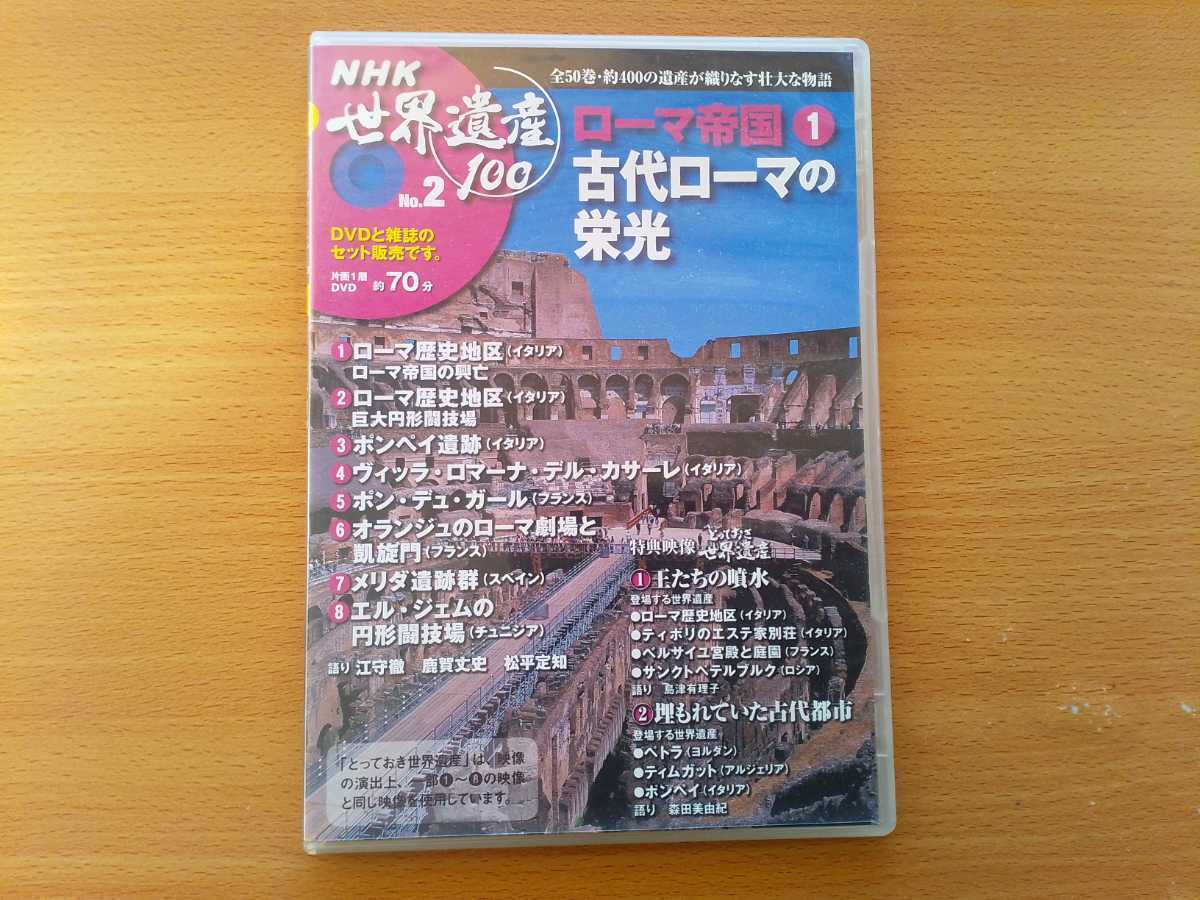 NHK
世界遺産
100
No.2
DVDと雑誌の
セット販売です。
片面1層
DVD 約70分
全50巻・約400の遺産が織りなす壮大な物語
ローマ帝国 1
古代ローマの
栄光
1 ローマ歴史地区(イタリア)
ローマ帝国の興亡
2 ローマ歴史地区(イタリア)
巨大円形闘技場
3 ポンペイ遺跡(イタリア)
4 ヴィッラ・ロマーナ・デル・カサーレ(イタリア)
5 ポン・デュ・ガール(フランス)
6 オランジュのローマ劇場と
凱旋門(フランス)
7 メリダ遺跡群(スペイン)
8 エル・ジェムの
円形闘技場(チュニジア)
語り 江守徹 鹿賀丈史 松平定知
「とっておき世界遺産」は、映像
の演出上、一部1〜8の映像
と同じ映像を使用しています。
特典映像 とっておき
世界遺産
1 王たちの噴水
登場する世界遺産
●ローマ歴史地区(イタリア)
●ティボリのエステ家別荘(イタリア)
●ベルサイユ宮殿と庭園(フランス)
●サンクトペテルブルク(ロシア)
語り 島津有理子
2 埋もれていた古代都市
登場する世界遺産
●ペトラ(ヨルダン)
●ティムガット(アルジェリア)
●ポンペイ(イタリア)
語り 森田美由紀